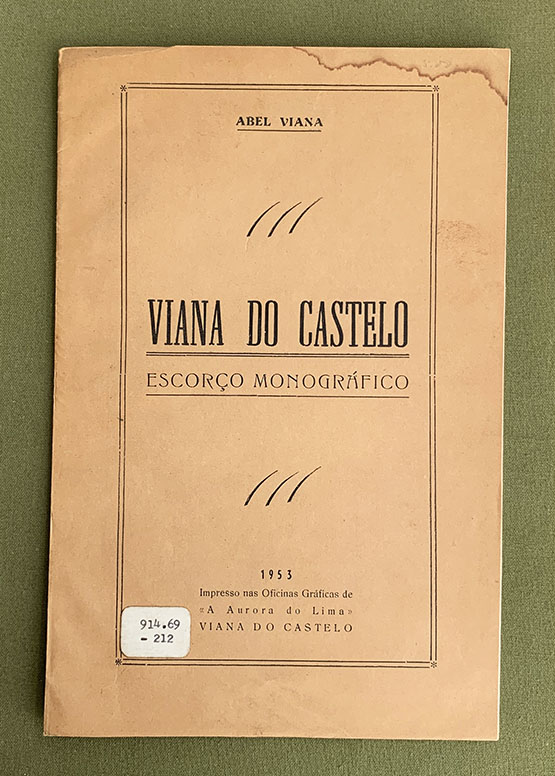 ABEL VIANA
VIANA DO CASTELO
ESCORÇO MONOGRÁFICO
1953
Impresso nas Oficinas Gráficas de
«A Aurora do Lima»
VIANA DO CASTELO
914.69
- 212